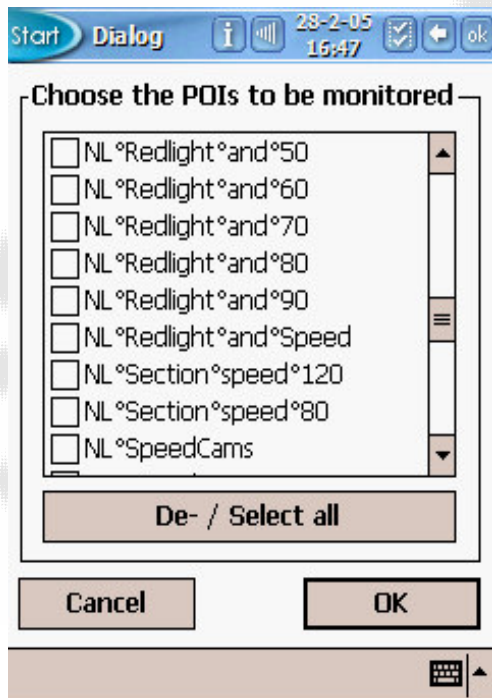 Start Dialog 28-2-05 16:47 ok
Choose the POIs to be monitored
NL°Redlight°and°50
NL°Redlight°and°60
NL°Redlight°and°70
NL°Redlight°and°80
NL°Redlight°and°90
NL°Redlight°and°Speed
NL°Section°speed°120
NL°Section°speed°80
NL°SpeedCams
De- / Select all
Cancel OK